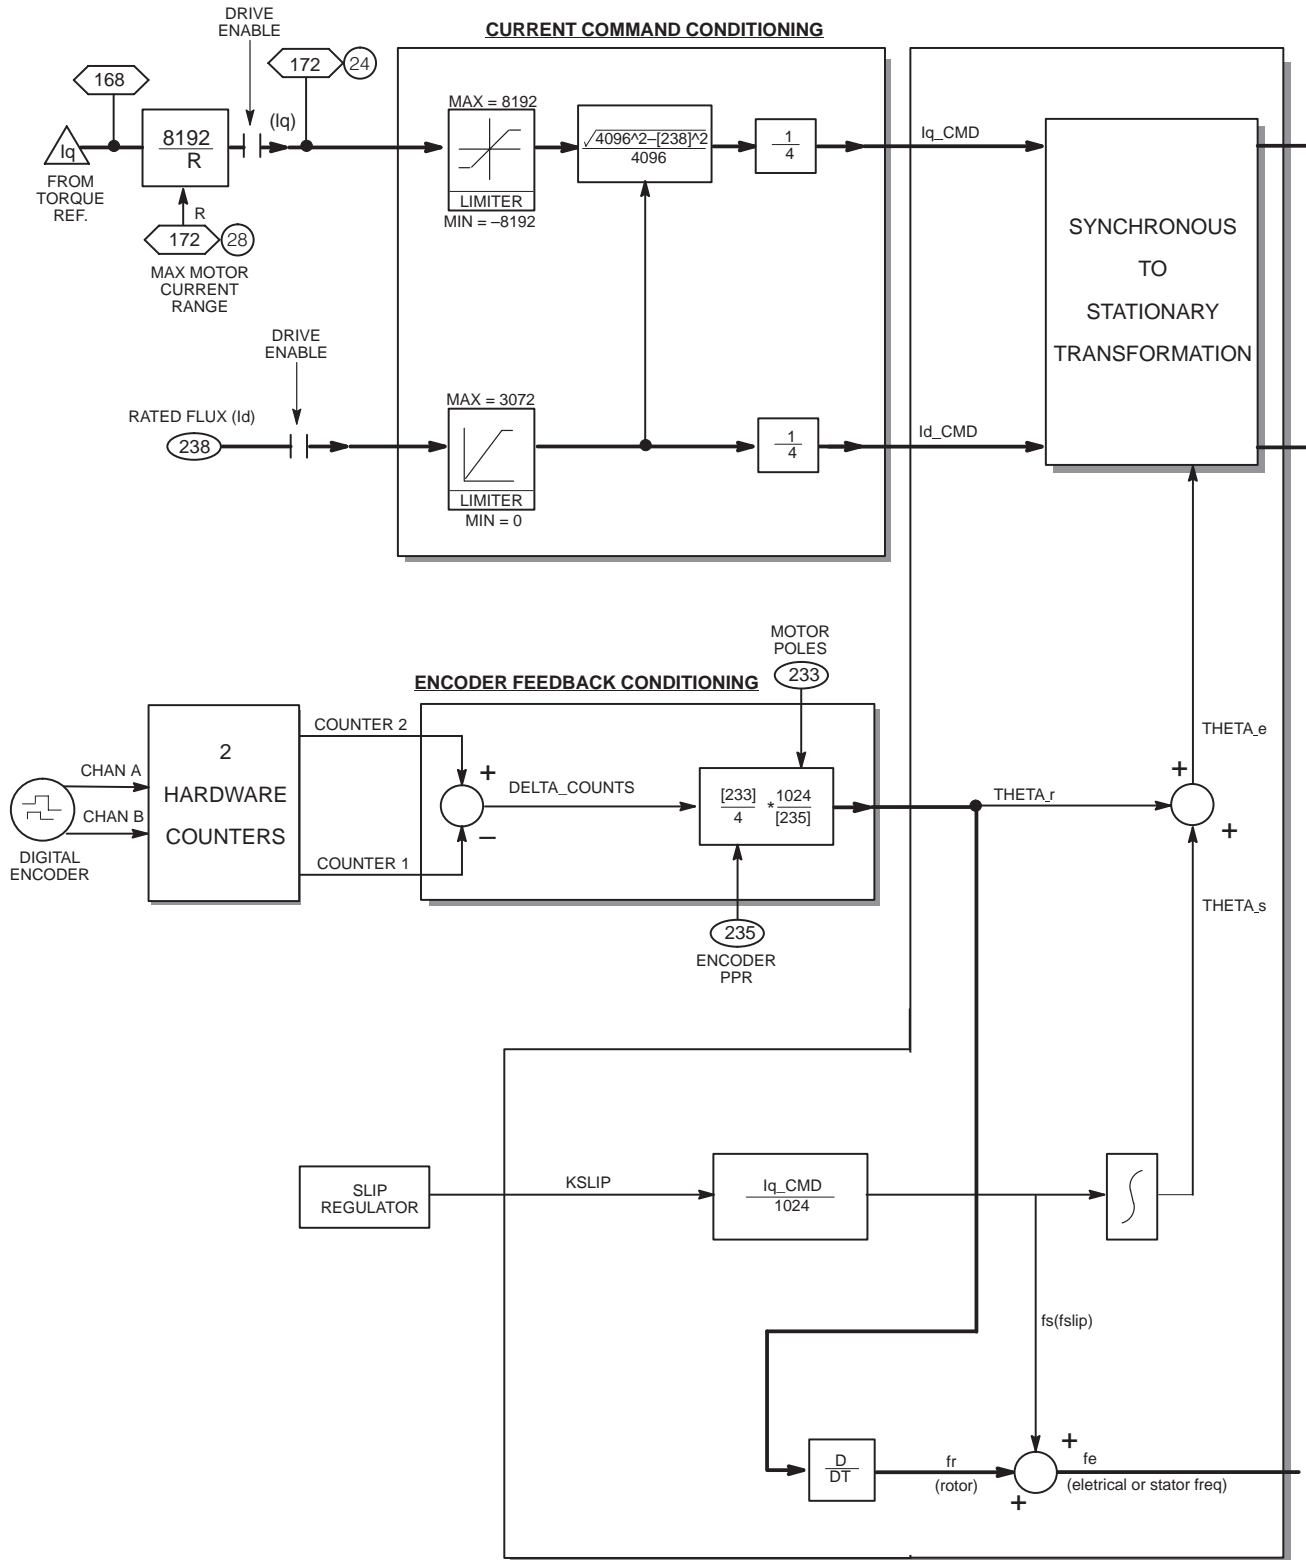 DRIVE
ENABLE
CURRENT COMMAND CONDITIONING
168
172
24
(Iq)
MAX = 8192
Iq
8192
R
√4096^2–[238]^2
4096
1
4
Iq_CMD
FROM
TORQUE
REF.
R
LIMITER
MIN = –8192
172
28
MAX MOTOR
CURRENT
RANGE
SYNCHRONOUS
TO
STATIONARY
TRANSFORMATION
DRIVE
ENABLE
MAX = 3072
RATED FLUX (Id)
238
1
4
Id_CMD
LIMITER
MIN = 0
MOTOR
POLES
233
ENCODER FEEDBACK CONDITIONING
COUNTER 2
2
HARDWARE
COUNTERS
CHAN A
CHAN B
DIGITAL
ENCODER
+
DELTA_COUNTS
–
COUNTER 1
[233]
4
*
1024
[235]
THETA_r
THETA_e
+
+
THETA_s
235
ENCODER
PPR
SLIP
REGULATOR
KSLIP
Iq_CMD
1024
∫
fs(fslip)
D
DT
fr
(rotor)
+
+
fe
(eletrical or stator freq)